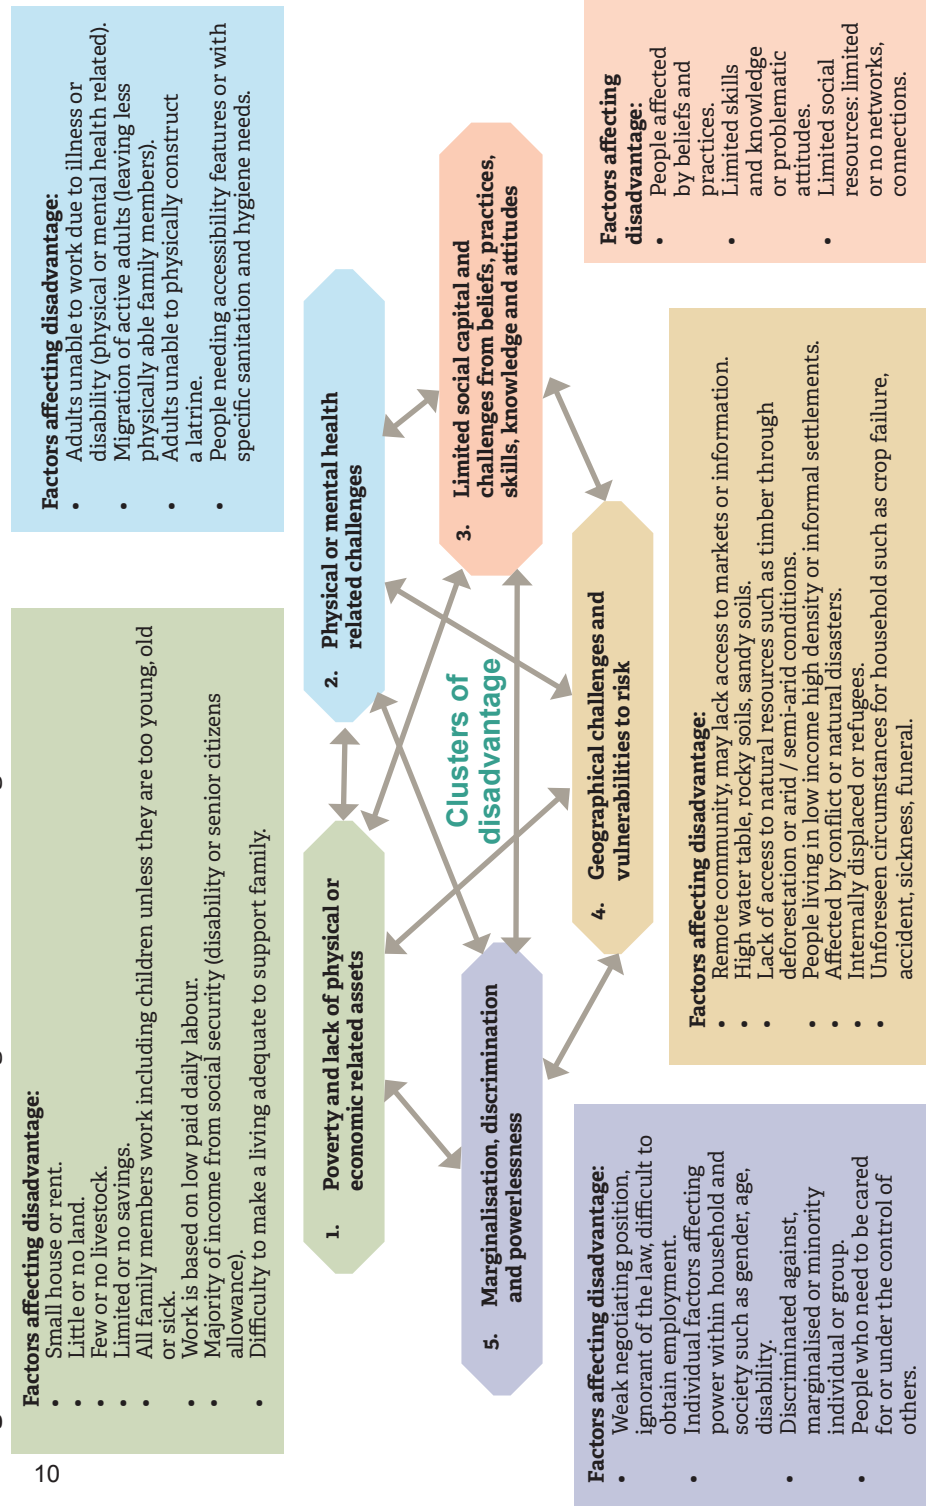 10
Factors affecting disadvantage:
• Small house or rent.
• Little or no land.
• Few or no livestock.
• Limited or no savings.
• All family members work including children unless they are too young, old
or sick.
• Work is based on low paid daily labour.
• Majority of income from social security (disability or senior citizens
allowance).
• Difficulty to make a living adequate to support family.
Factors affecting disadvantage:
• Adults unable to work due to illness or
disability (physical or mental health related).
• Migration of active adults (leaving less
physically able family members).
• Adults unable to physically construct
a latrine.
• People needing accessibility features or with
specific sanitation and hygiene needs.
1. Poverty and lack of physical or
economic related assets
2. Physical or mental health
related challenges
Clusters of
disadvantage
5. Marginalisation, discrimination
and powerlessness
3. Limited social capital and
challenges from beliefs, practices,
skills, knowledge and attitudes
4. Geographical challenges and
vulnerabilities to risk
Factors affecting disadvantage:
• Weak negotiating position,
ignorant of the law, difficult to
obtain employment.
• Individual factors affecting
power within household and
society such as gender, age,
disability.
• Discriminated against,
marginalised or minority
individual or group.
• People who need to be cared
for or under the control of
others.
Factors affecting disadvantage:
• Remote community, may lack access to markets or information.
• High water table, rocky soils, sandy soils.
• Lack of access to natural resources such as timber through
deforestation or arid / semi-arid conditions.
• People living in low income high density or informal settlements.
• Affected by conflict or natural disasters.
• Internally displaced or refugees.
• Unforeseen circumstances for household such as crop failure,
accident, sickness, funeral.
Factors affecting
disadvantage:
• People affected
by beliefs and
practices.
• Limited skills
and knowledge
or problematic
attitudes.
• Limited social
resources: limited
or no networks,
connections.